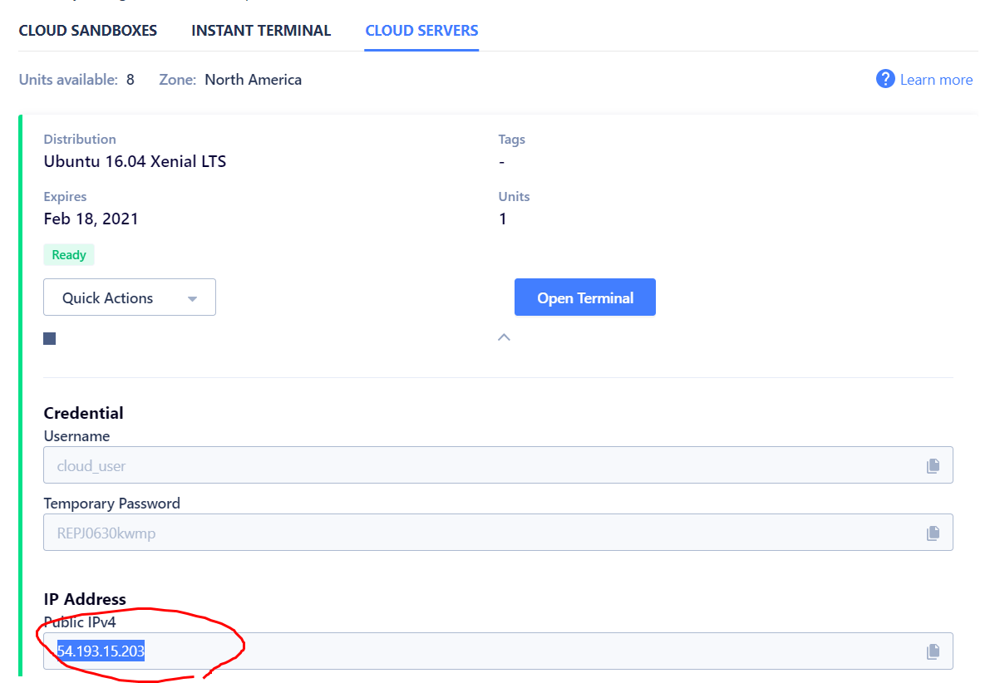 CLOUD SANDBOXES INSTANT TERMINAL CLOUD SERVERS
Units available: 8 Zone: North America ? Learn more
Distribution Tags
Ubuntu 16.04 Xenial LTS -
Expires Units
Feb 18, 2021 1
Ready
Quick Actions Open Terminal
Credential
Username
cloud_user
Temporary Password
REPJ0630kwmp
IP Address
Public IPv4
54.193.15.203